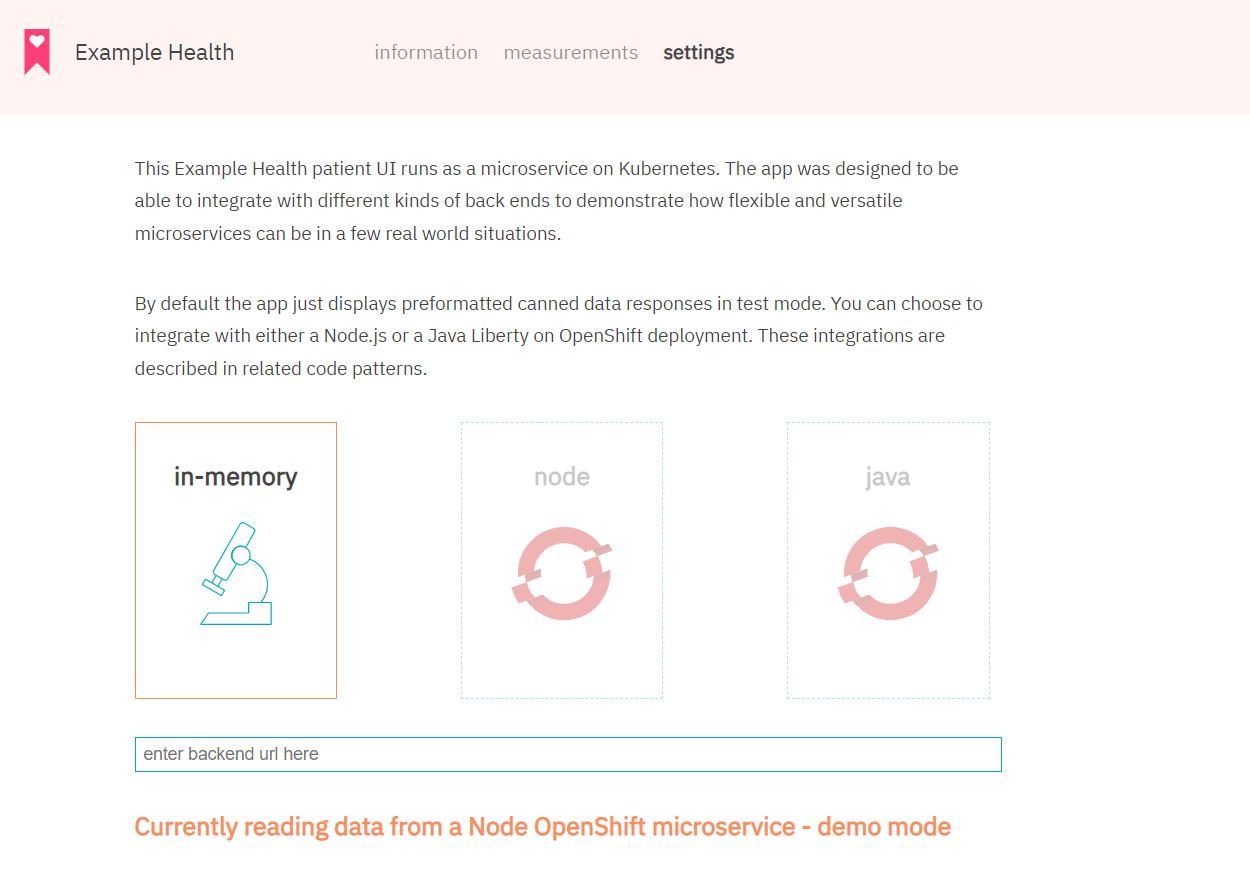 Example Health
information measurements settings
This Example Health patient UI runs as a microservice on Kubernetes. The app was designed to be
able to integrate with different kinds of back ends to demonstrate how flexible and versatile
microservices can be in a few real world situations.
By default the app just displays preformatted canned data responses in test mode. You can choose to
integrate with either a Node.js or a Java Liberty on OpenShift deployment. These integrations are
described in related code patterns.
in-memory node java
enter backend url here
Currently reading data from a Node OpenShift microservice - demo mode